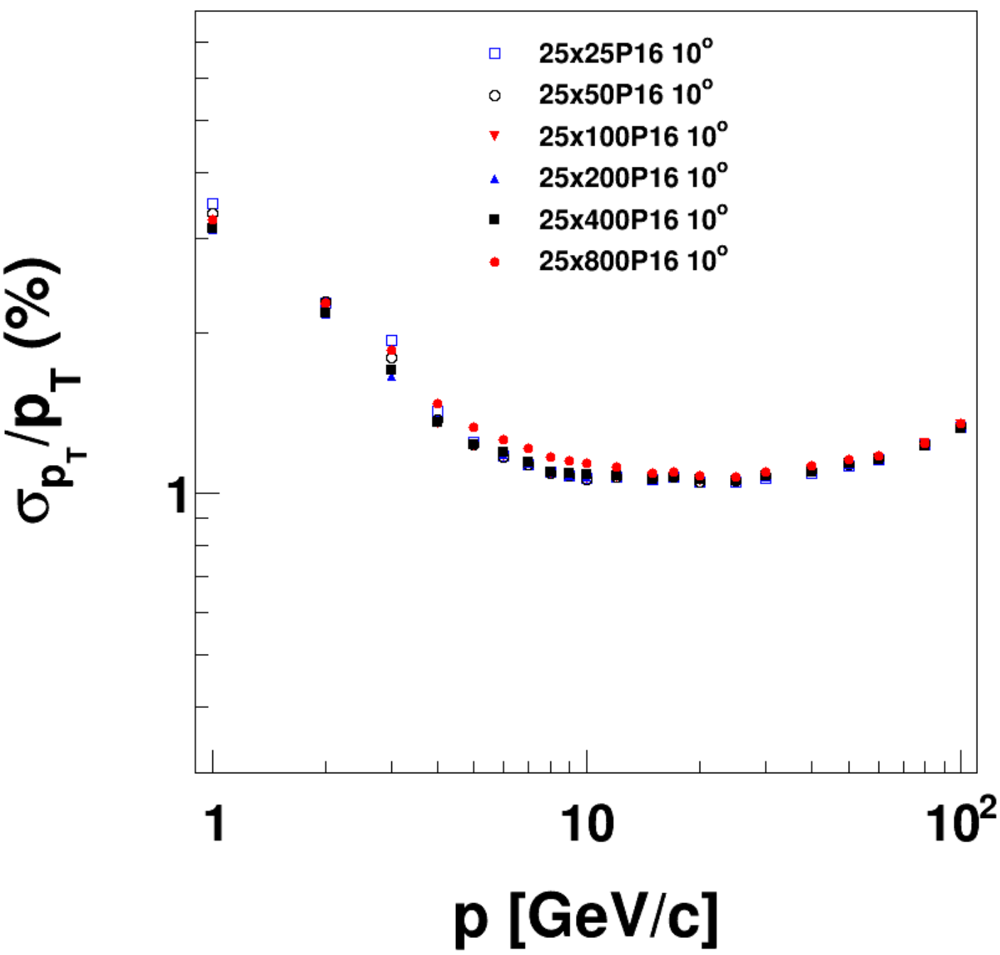 25x25P16 10°
25x50P16 10°
25x100P16 10°
25x200P16 10°
25x400P16 10°
25x800P16 10°
σpT/pT (%)
1
1
10
10²
p [GeV/c]